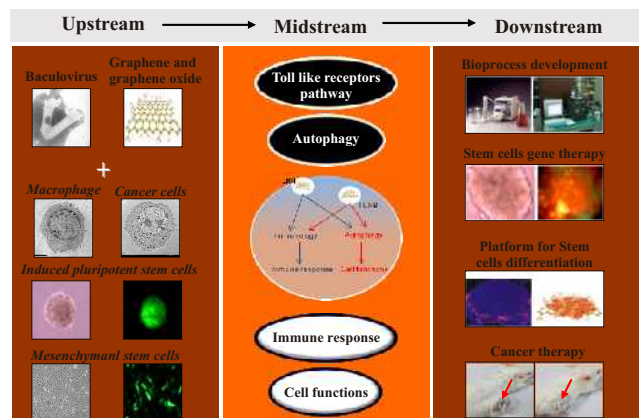 Upstream
Midstream
Downstream
Baculovirus
Graphene and
graphene oxide
Macrophage
Cancer cells
Induced pluripotent stem cells
Mesenchymanl stem cells
Toll like receptors
pathway
Autophagy
Autophagy
Immune response
Immune response
Cell functions
Bioprocess development
Stem cells gene therapy
Platform for Stem
cells differentiation
Cancer therapy